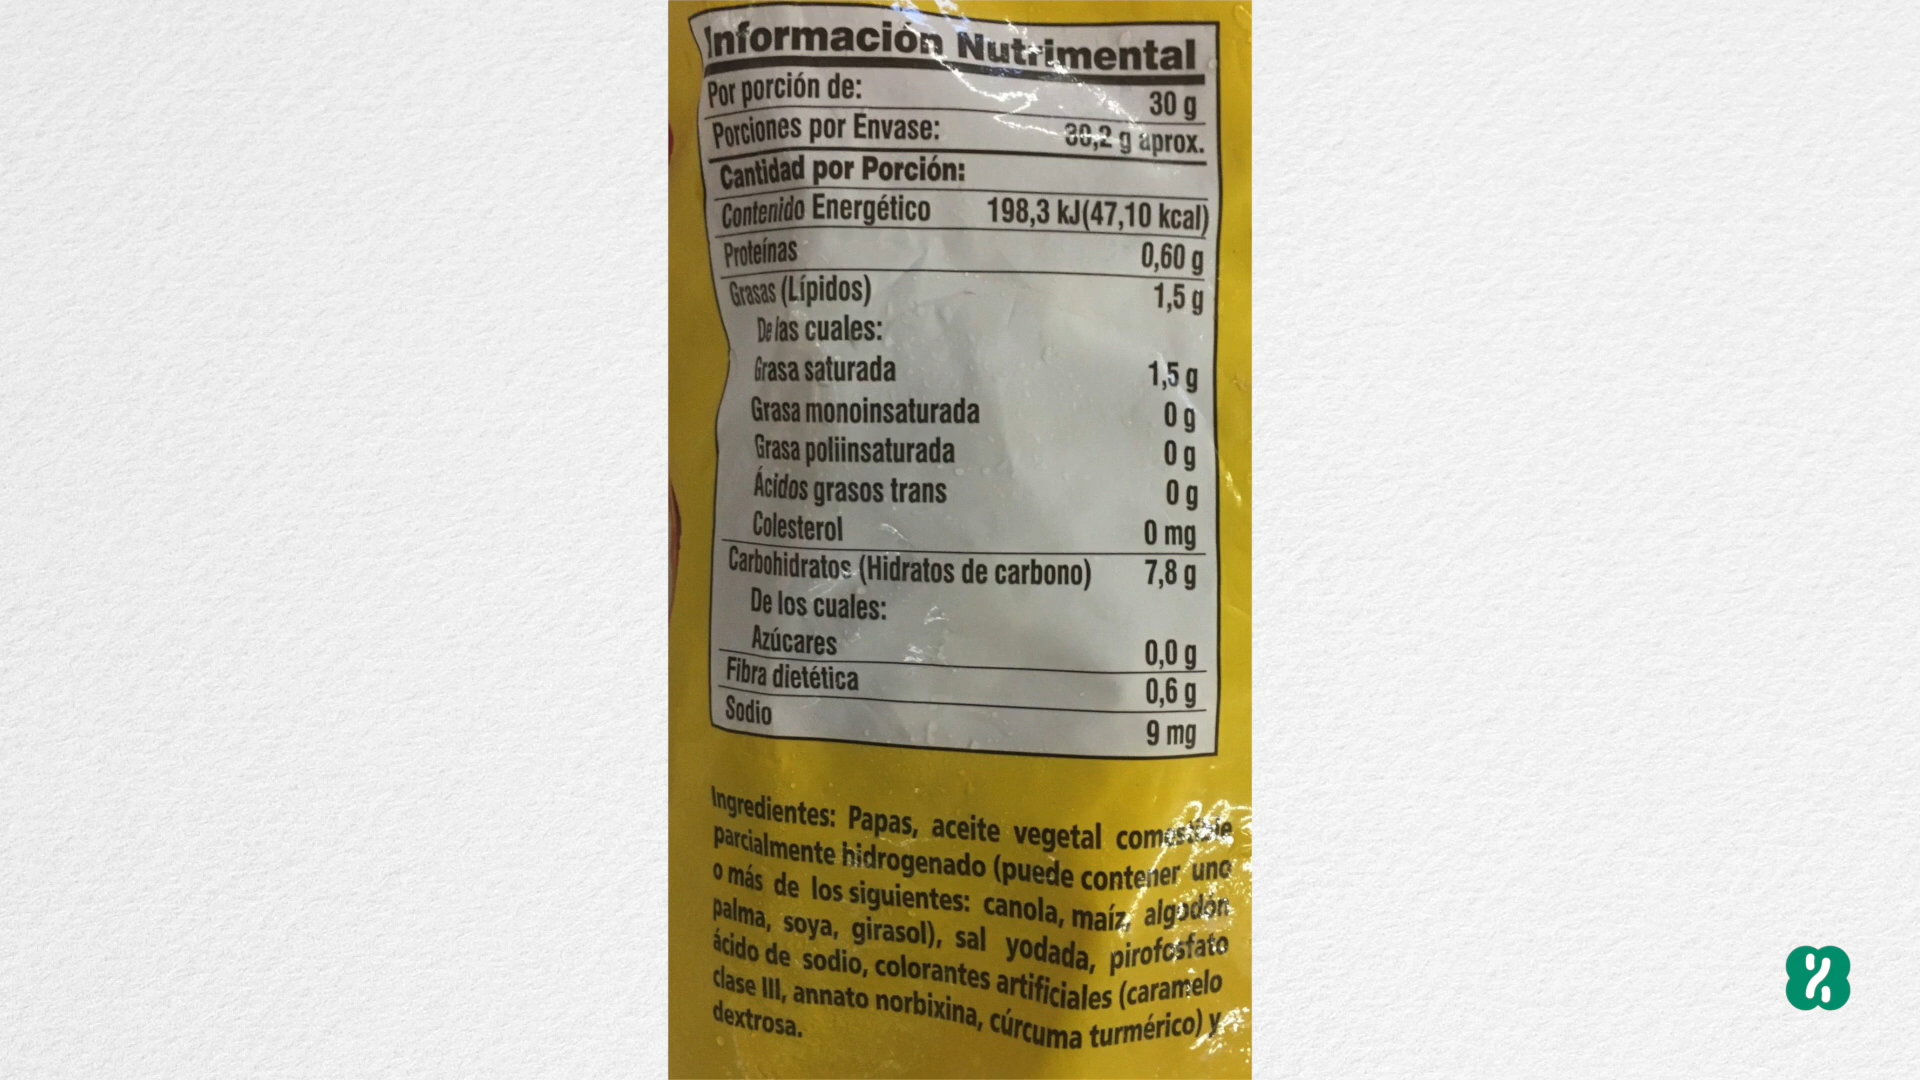 Información Nutrimental
Por porción de: 30 g
Porciones por Envase: 30,2 g aprox.
Cantidad por Porción:
Contenido Energético 198,3 kJ(47,10 kcal)
Proteínas 0,60 g
Grasas (Lípidos) 1,5 g
De las cuales:
Grasa saturada 1,5 g
Grasa monoinsaturada 0 g
Grasa poliinsaturada 0 g
Ácidos grasos trans 0 g
Colesterol 0 mg
Carbohidratos (Hidratos de carbono) 7,8 g
De los cuales:
Azúcares 0,0 g
Fibra dietética 0,6 g
Sodio 9 mg
Ingredientes: Papas, aceite vegetal comestible
parcialmente hidrogenado (puede contener uno
o más de los siguientes: canola, maíz, algodón
palma, soya, girasol), sal yodada, pirofosfato
ácido de sodio, colorantes artificiales (caramelo
clase III, annato norbixina, cúrcuma turmérico) y
dextrosa.